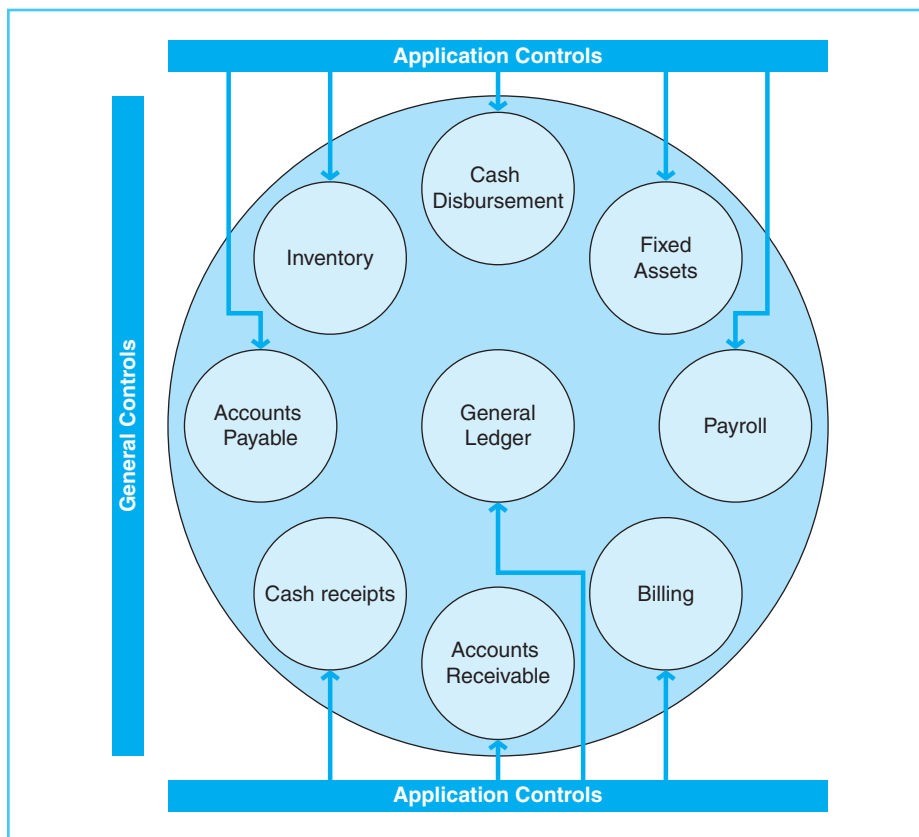 Application Controls
General Controls
Cash
Disbursement
Inventory
Fixed
Assets
Accounts
Payable
General
Ledger
Payroll
Cash receipts
Billing
Accounts
Receivable
Application Controls